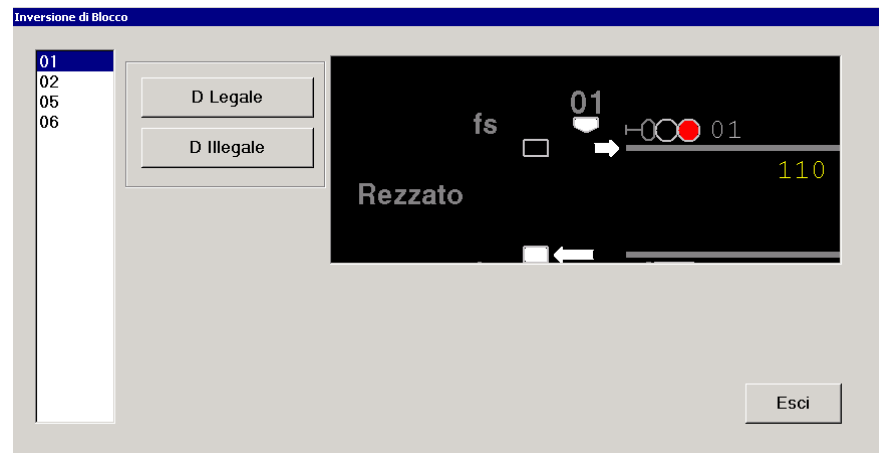 Inversione di Blocco
01
02
05
06
D Legale
D Illegale
01
fs
01
110
Rezzato
Esci